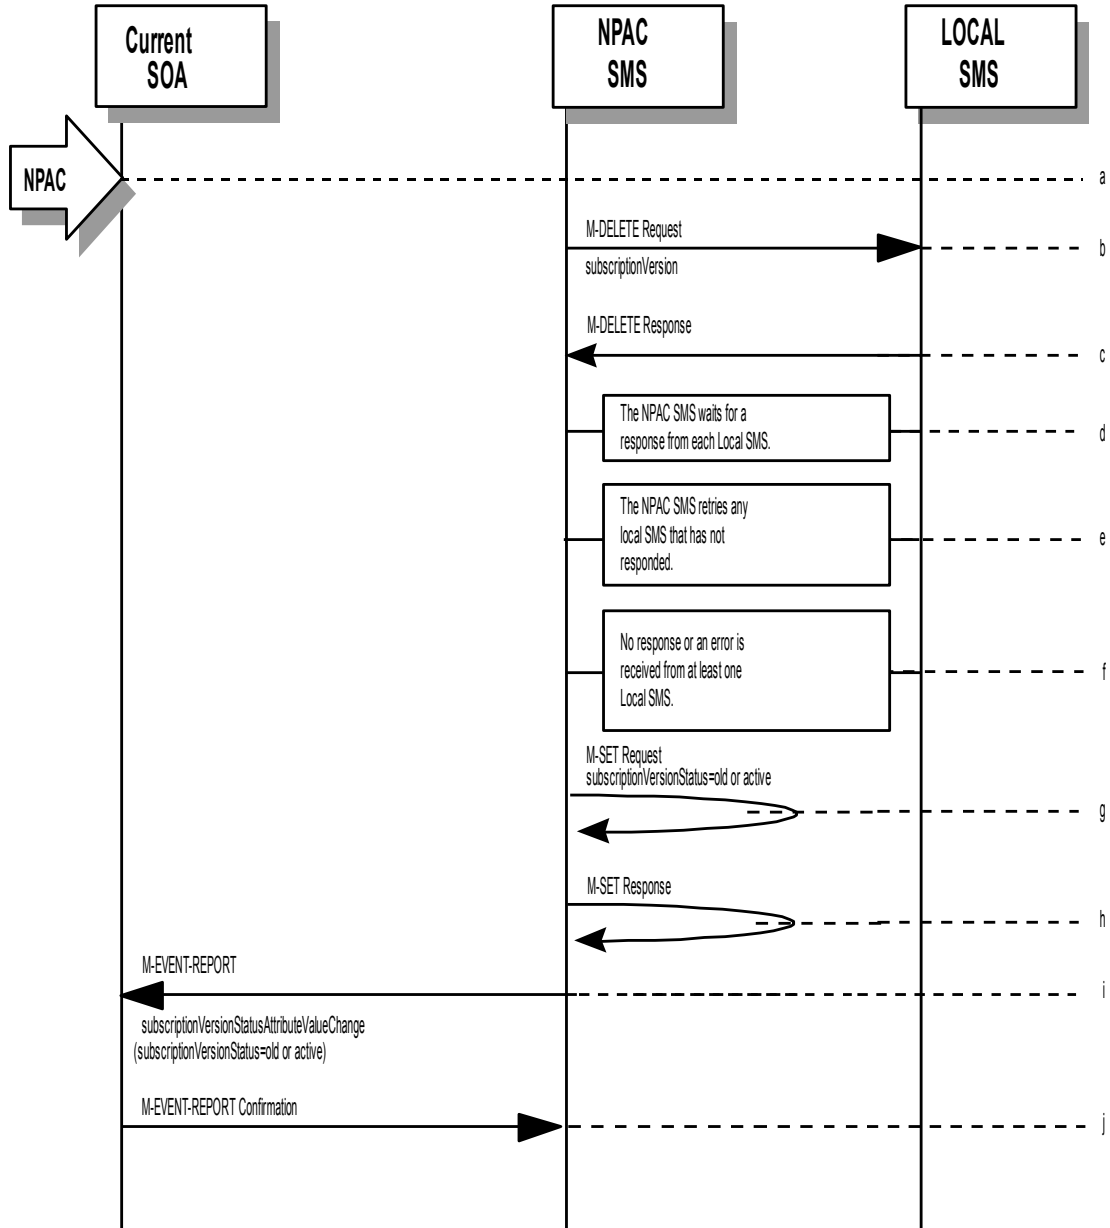 Current
SOA
NPAC
SMS
LOCAL
SMS
NPAC
a
M-DELETE Request
b
subscriptionVersion
M-DELETE Response
c
The NPAC SMS waits for a
response from each Local SMS.
d
The NPAC SMS retries any
local SMS that has not
responded.
e
No response or an error is
received from at least one
Local SMS.
f
M-SET Request
subscriptionVersionStatus=old or active
g
M-SET Response
h
M-EVENT-REPORT
i
subscriptionVersionStatusAttributeValueChange
(subscriptionVersionStatus=old or active)
M-EVENT-REPORT Confirmation
j